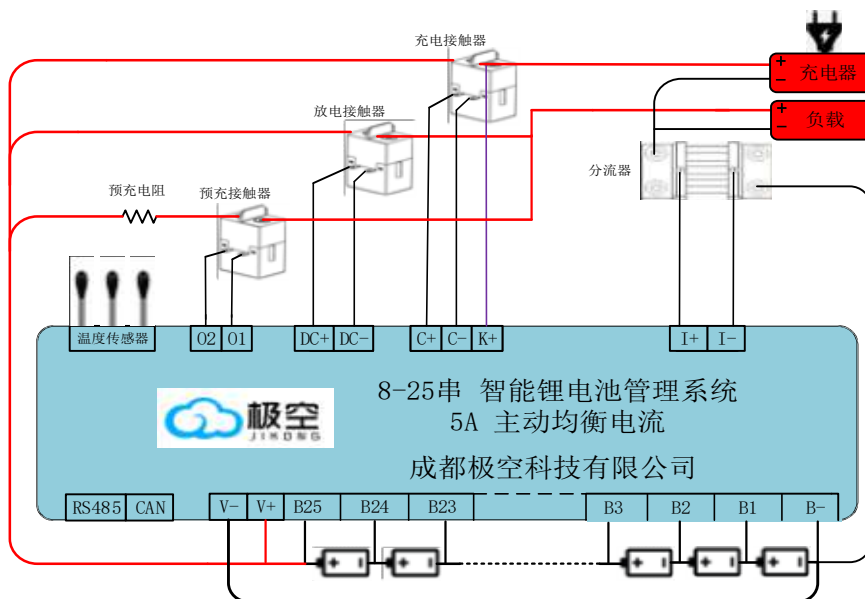 充电接触器
+
充电器
-
放电接触器
+
负载
-
分流器
预充电阻
预充接触器
温度传感器
O2 O1
DC+ DC-
C+ C- K+
I+ I-
极空
JIKONG
8-25串 智能锂电池管理系统
5A 主动均衡电流
成都极空科技有限公司
RS485 CAN
V- V+ B25 B24 B23
B3 B2 B1 B-
+ - + - + - + - + -